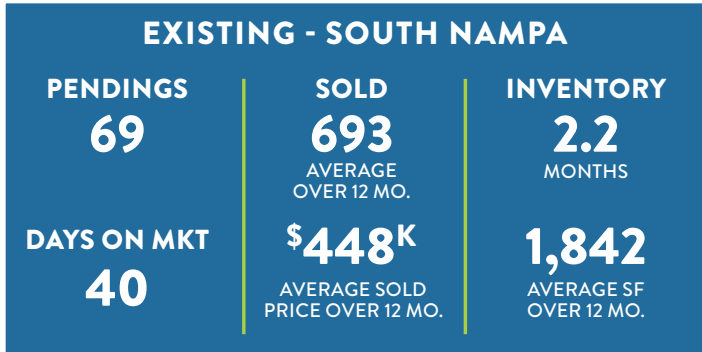 EXISTING - SOUTH NAMPA
PENDINGS
69
DAYS ON MKT
40
SOLD
693
AVERAGE
OVER 12 MO.
$448K
AVERAGE SOLD
PRICE OVER 12 MO.
INVENTORY
2.2
MONTHS
1,842
AVERAGE SF
OVER 12 MO.